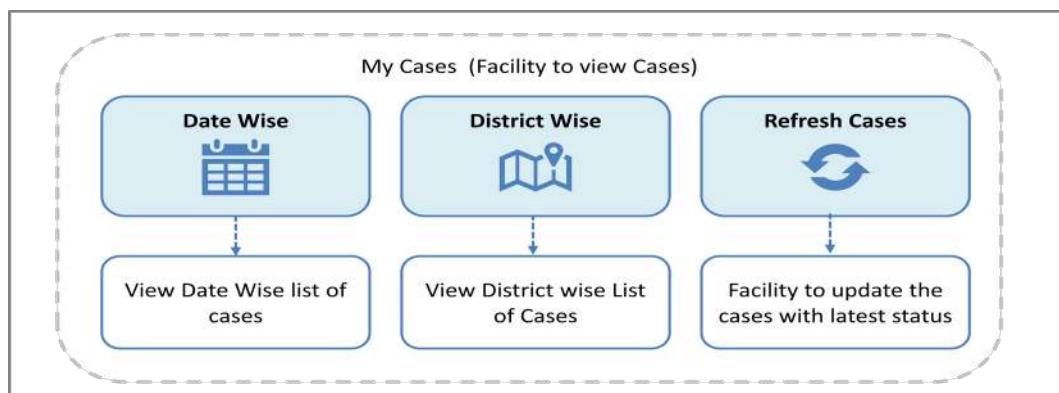 My Cases (Facility to view Cases)
Date Wise
District Wise
Refresh Cases
View Date Wise list of
cases
View District wise List
of Cases
Facility to update the
cases with latest status